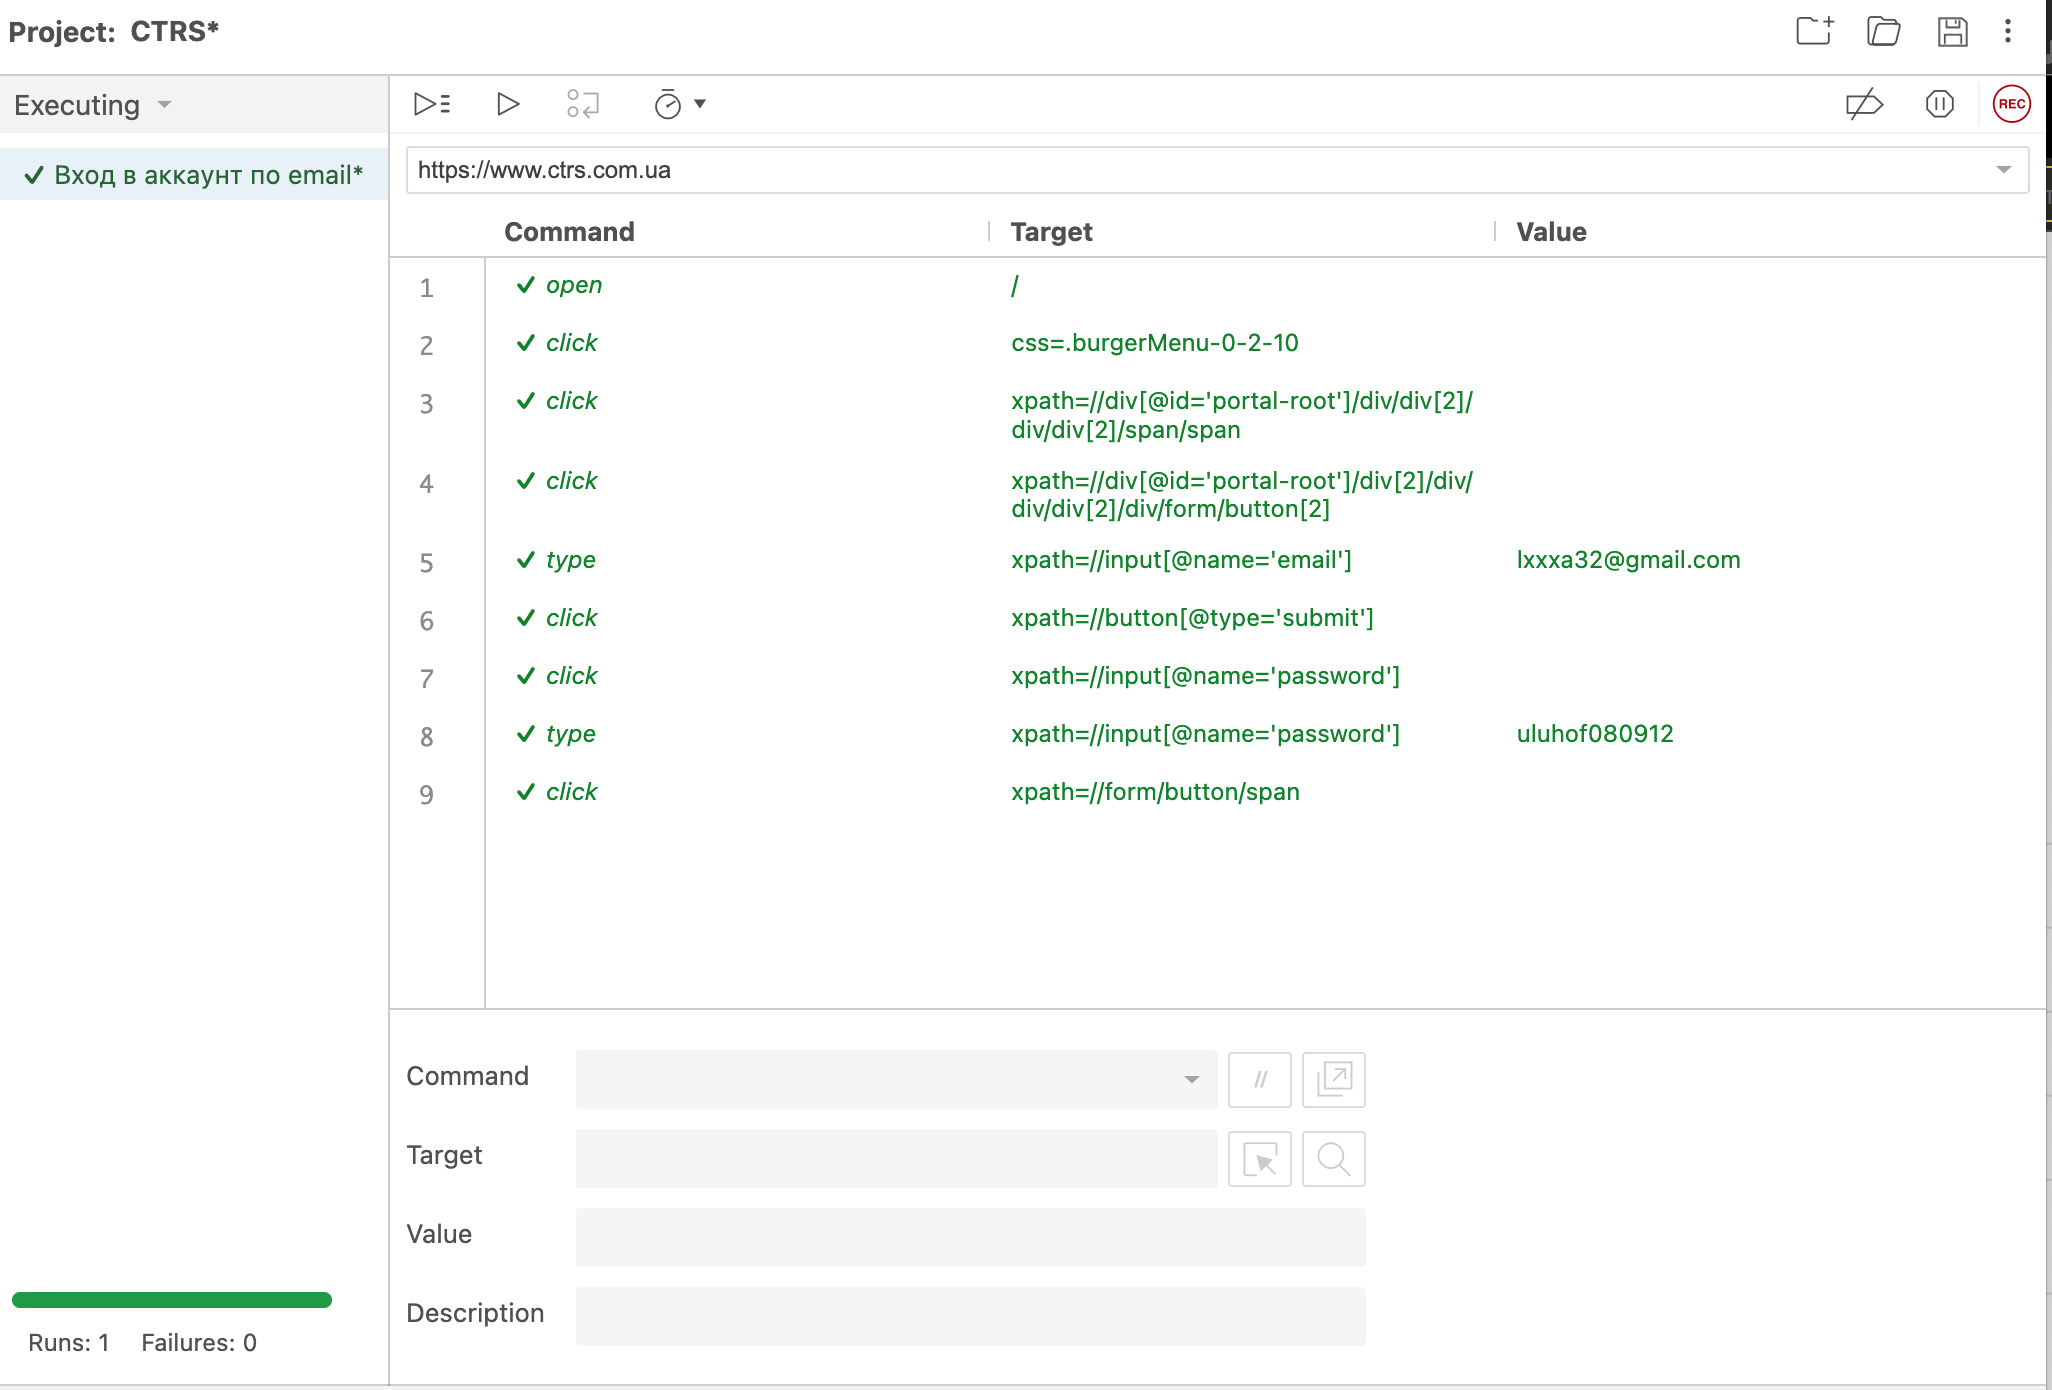 Project: CTRS*
Executing
REC
✓ Вход в аккаунт по email*
https://www.ctrs.com.ua
Command Target Value
1 ✓ open /
2 ✓ click css=.burgerMenu-0-2-10
3 ✓ click xpath=//div[@id='portal-root']/div/div[2]/
div/div[2]/span/span
4 ✓ click xpath=//div[@id='portal-root']/div[2]/div/
div/div[2]/div/form/button[2]
5 ✓ type xpath=//input[@name='email'] lxxxa32@gmail.com
6 ✓ click xpath=//button[@type='submit']
7 ✓ click xpath=//input[@name='password']
8 ✓ type xpath=//input[@name='password'] uluhof080912
9 ✓ click xpath=//form/button/span
Command
//
Target
Value
Description
Runs: 1 Failures: 0